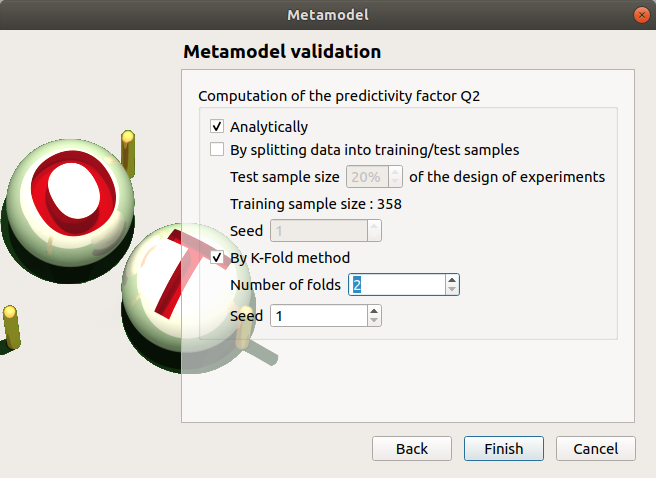 Metamodel
Metamodel validation
Computation of the predictivity factor Q2
Analytically
By splitting data into training/test samples
Test sample size 20% of the design of experiments
Training sample size : 358
Seed 1
By K-Fold method
Number of folds 2
Seed 1
Back Finish Cancel